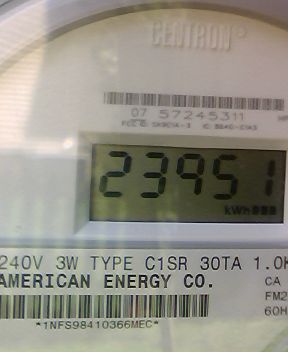 CENTRON®
07 57245311
23951
kWh
240V 3W TYPE C1SR 30TA 1.0K
AMERICAN ENERGY CO. CA
FM2
60H
*1NFS98410366MEC*